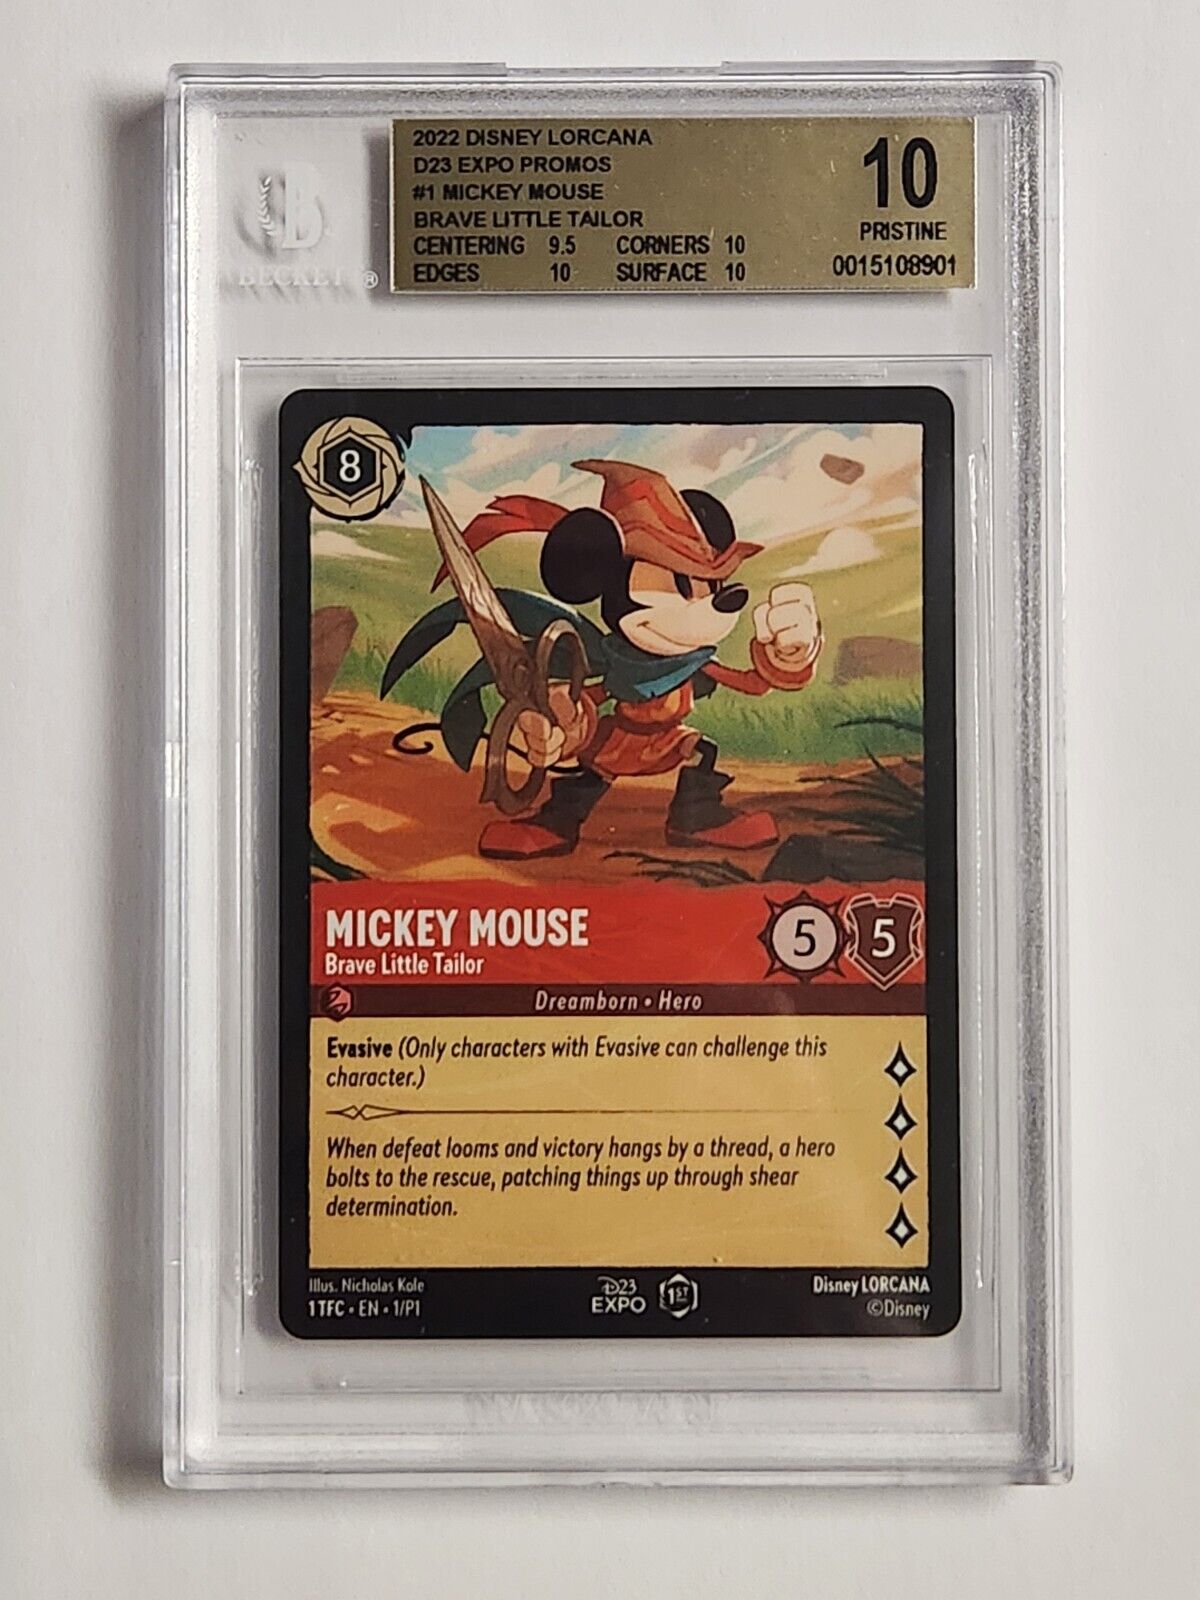 2022 DISNEY LORCANA
D23 EXPO PROMOS
#1 MICKEY MOUSE
BRAVE LITTLE TAILOR
CENTERING 9.5 CORNERS 10
EDGES 10 SURFACE 10
10
PRISTINE
0015108901
B
BECKETT ®
8
MICKEY MOUSE
Brave Little Tailor
5 5
Dreamborn • Hero
Evasive (Only characters with Evasive can challenge this
character.)
When defeat looms and victory hangs by a thread, a hero
bolts to the rescue, patching things up through shear
determination.
Illus. Nicholas Kole
1TFC • EN • 1/P1
D23
EXPO
1ST
Disney LORCANA
©Disney